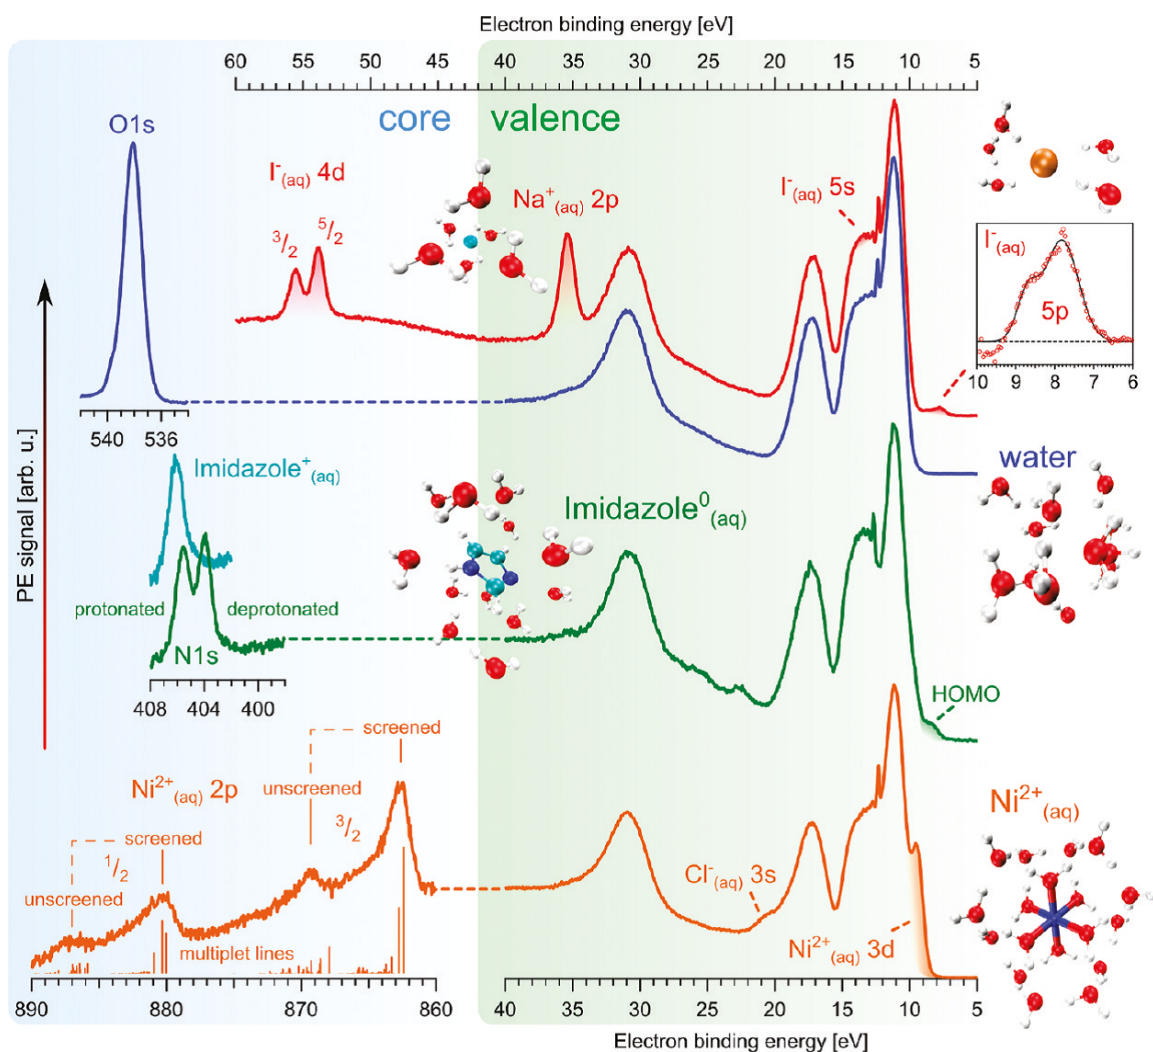 Electron binding energy [eV]
60 55 50 45 40 35 30 25 20 15 10 5
core valence
O1s
I⁻(aq) 4d
3/2 5/2
Na⁺(aq) 2p
I⁻(aq) 5s
I⁻(aq)
5p
10 9 8 7 6
540 536
PE signal [arb. u.]
Imidazole⁺(aq)
protonated deprotonated
N1s
408 404 400
Imidazole⁰(aq)
water
HOMO
screened
unscreened
3/2
Ni²⁺(aq) 2p
screened
1/2
unscreened
multiplet lines
Cl⁻(aq) 3s
Ni²⁺(aq) 3d
Ni²⁺(aq)
890 880 870 860 40 35 30 25 20 15 10 5
Electron binding energy [eV]